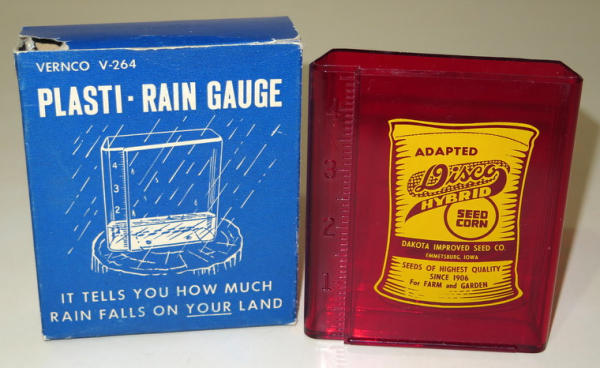 VERNCO V-264
PLASTI-RAIN GAUGE
4
3
2
IT TELLS YOU HOW MUCH
RAIN FALLS ON YOUR LAND
4
3
2
1
ADAPTED
Disco
HYBRID
SEED
CORN
DAKOTA IMPROVED SEED CO.
EMMETSBURG, IOWA
SEEDS OF HIGHEST QUALITY
SINCE 1906
For FARM and GARDEN